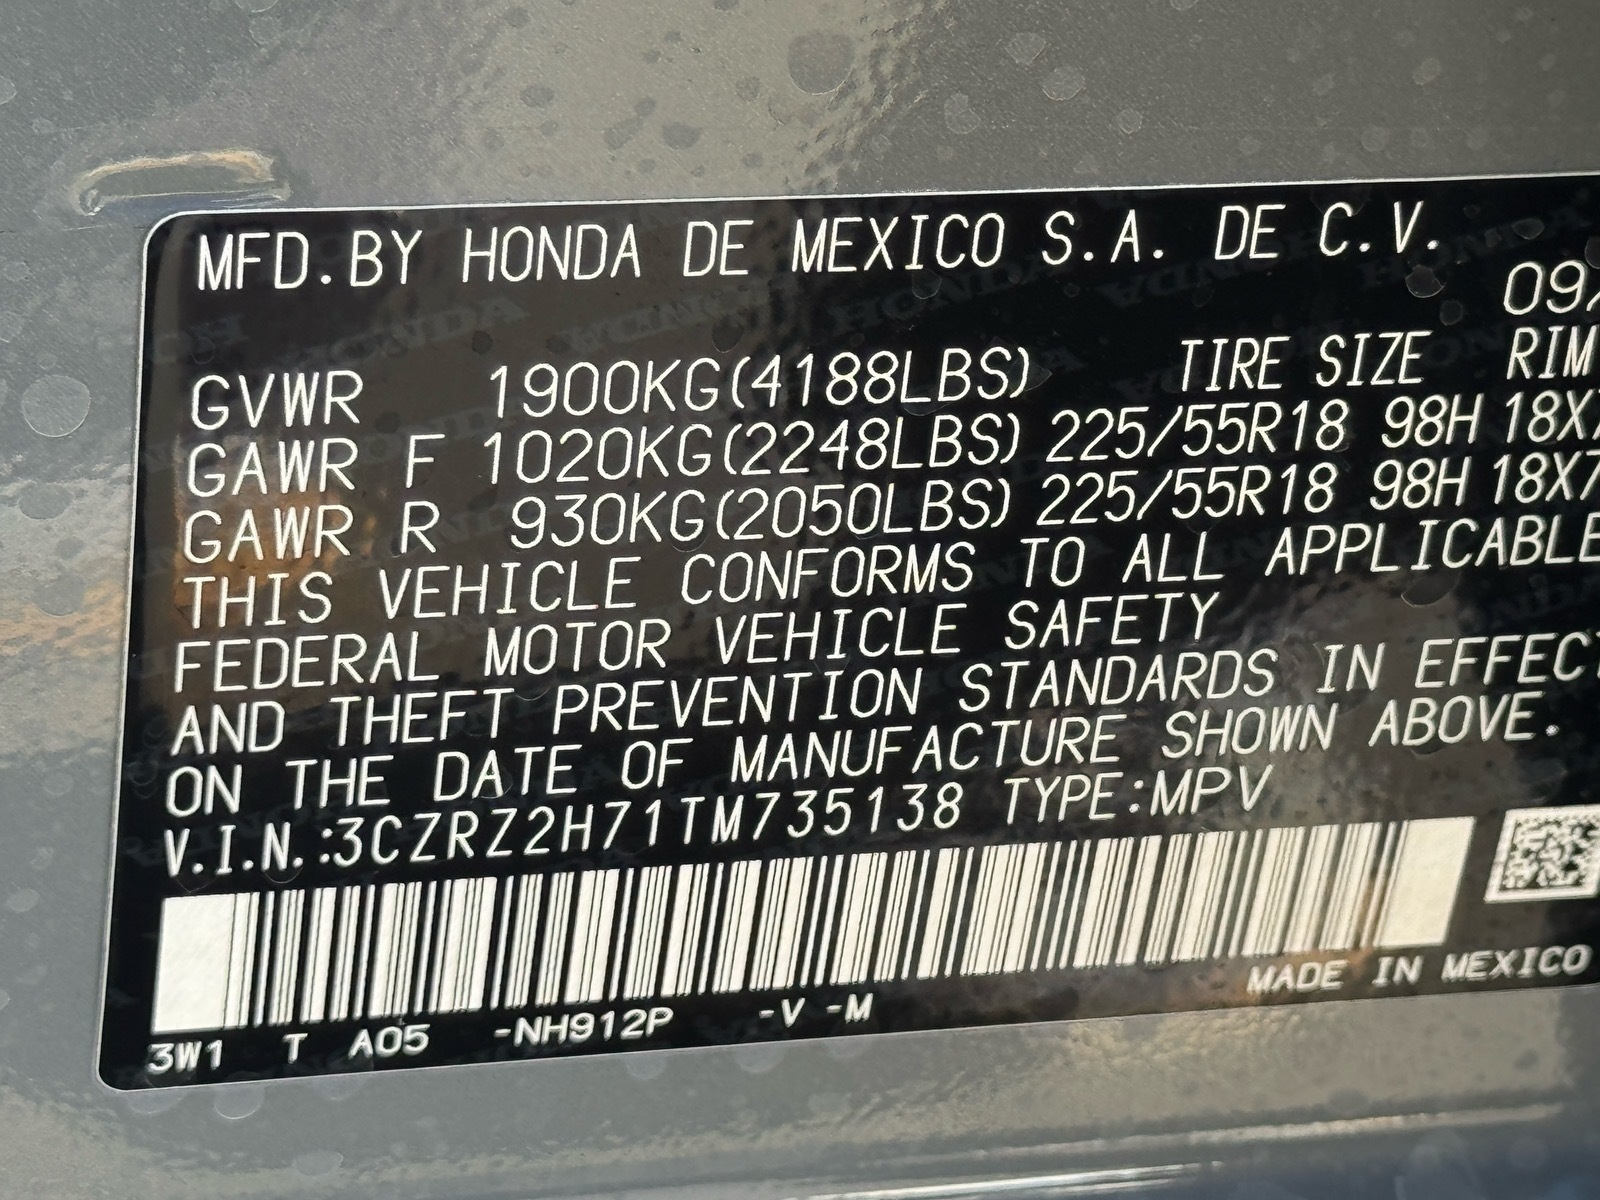 MFD.BY HONDA DE MEXICO S.A. DE C.V.
09/
GVWR 1900KG(4188LBS) TIRE SIZE RIM
GAWR F 1020KG(2248LBS) 225/55R18 98H 18X7
GAWR R 930KG(2050LBS) 225/55R18 98H 18X7
THIS VEHICLE CONFORMS TO ALL APPLICABLE
FEDERAL MOTOR VEHICLE SAFETY
AND THEFT PREVENTION STANDARDS IN EFFECT
ON THE DATE OF MANUFACTURE SHOWN ABOVE.
V.I.N.:3CZRZ2H71TM735138 TYPE:MPV
MADE IN MEXICO
3W1 T A05 -NH912P -V -M